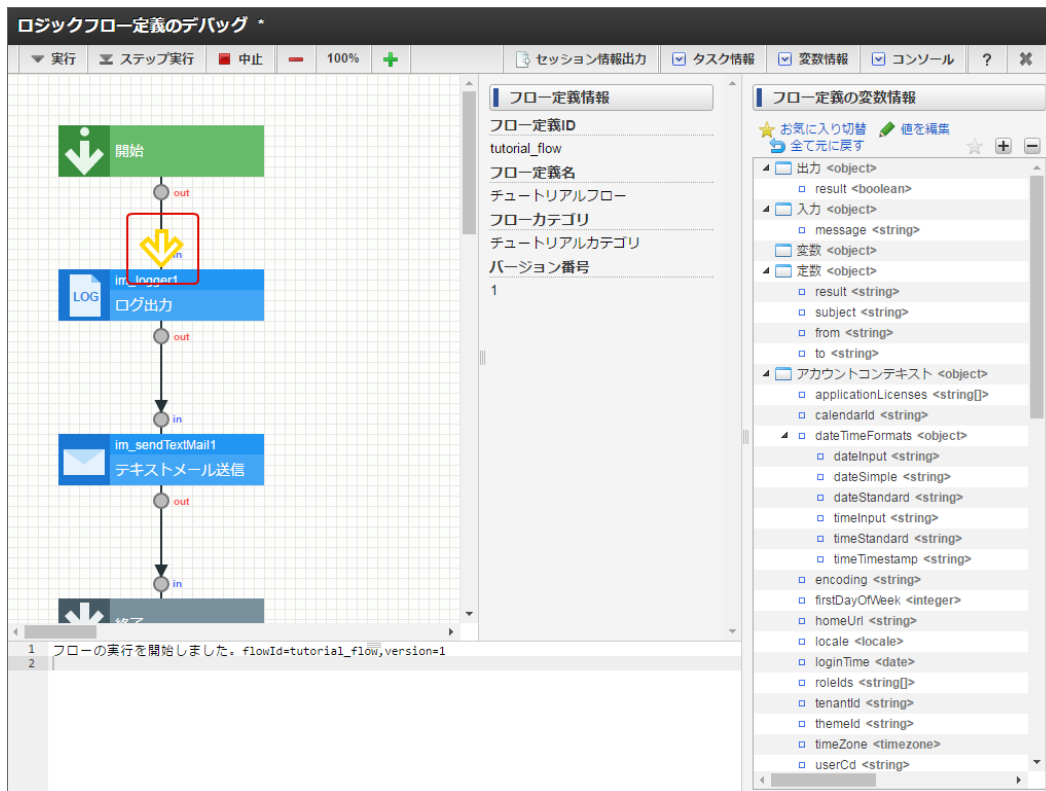 ロジックフロー定義のデバッグ *
実行 ステップ実行 中止 100% セッション情報出力 タスク情報 変数情報 コンソール ?
開始
out
in
im_logger1
LOG
ログ出力
out
in
im_sendTextMail1
テキストメール送信
out
in
終了
フロー定義情報
フロー定義ID
tutorial_flow
フロー定義名
チュートリアルフロー
フローカテゴリ
チュートリアルカテゴリ
バージョン番号
1
フロー定義の変数情報
お気に入り切替 値を編集
全て元に戻す
出力 <object>
result <boolean>
入力 <object>
message <string>
変数 <object>
定数 <object>
result <string>
subject <string>
from <string>
to <string>
アカウントコンテキスト <object>
applicationLicenses <string[]>
calendarId <string>
dateTimeFormats <object>
dateInput <string>
dateSimple <string>
dateStandard <string>
timeInput <string>
timeStandard <string>
timeTimestamp <string>
encoding <string>
firstDayOfWeek <integer>
homeUrl <string>
locale <locale>
loginTime <date>
roleIds <string[]>
tenantId <string>
themeId <string>
timeZone <timezone>
userCd <string>
1 フローの実行を開始しました。flowId=tutorial_flow,version=1
2